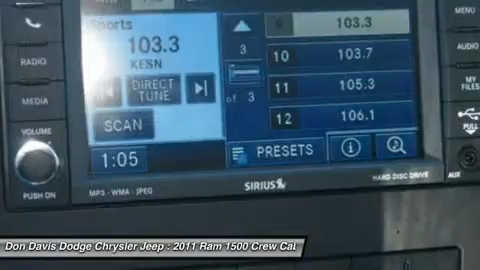 Sports
103.3
KESN
DIRECT
TUNE
SCAN
1:05
3
of 3
103.3
10 103.7
11 105.3
12 106.1
PRESETS
RADIO
MEDIA
VOLUME
PUSH ON
MENU
AUDIO
MY
FILES
PULL
AUX
MP3 - WMA - JPEG
SIRIUS
HARD DISC DRIVE
Don Davis Dodge Chrysler Jeep : 2011 Ram 1500 Crew Cal